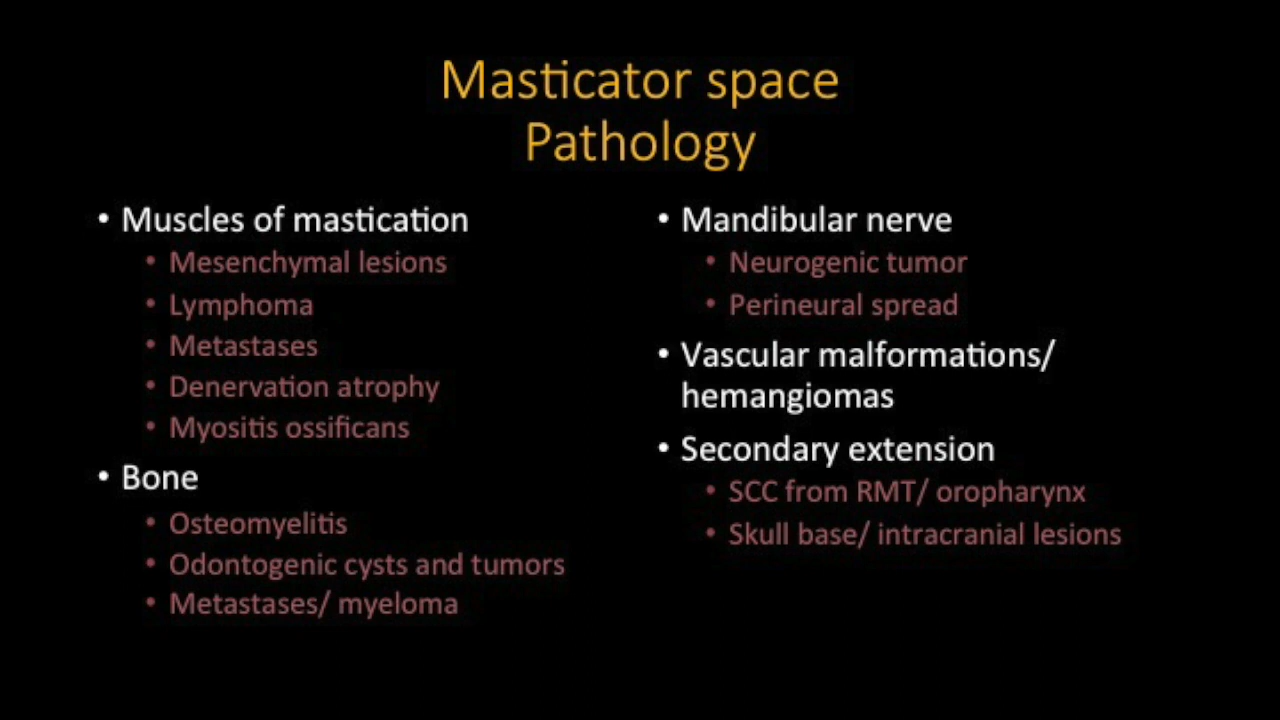 Masticator space
Pathology
• Muscles of mastication
• Mesenchymal lesions
• Lymphoma
• Metastases
• Denervation atrophy
• Myositis ossificans
• Bone
• Osteomyelitis
• Odontogenic cysts and tumors
• Metastases/ myeloma
• Mandibular nerve
• Neurogenic tumor
• Perineural spread
• Vascular malformations/
hemangiomas
• Secondary extension
• SCC from RMT/ oropharynx
• Skull base/ intracranial lesions